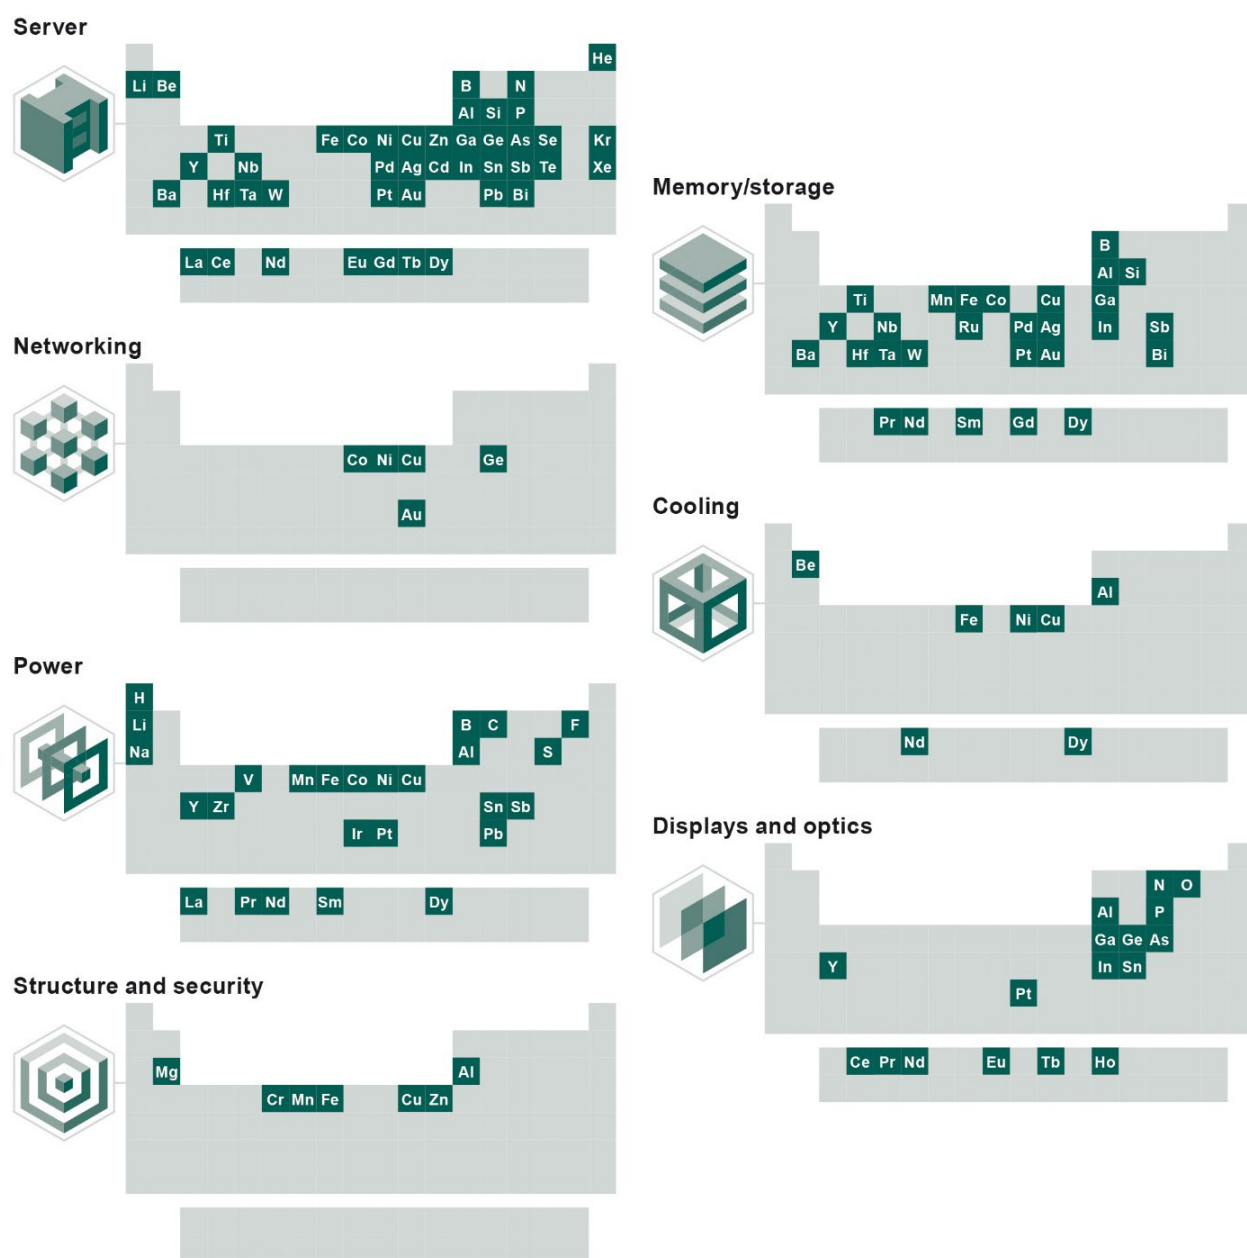 Server
He
Li Be B N
Al Si P
Ti Fe Co Ni Cu Zn Ga Ge As Se Kr
Y Nb Pd Ag Cd In Sn Sb Te Xe
Ba Hf Ta W Pt Au Pb Bi
La Ce Nd Eu Gd Tb Dy
Networking
Co Ni Cu Ge
Au
Power
H
Li B C F
Na Al S
V Mn Fe Co Ni Cu
Y Zr Sn Sb
Ir Pt Pb
La Pr Nd Sm Dy
Structure and security
Mg Al
Cr Mn Fe Cu Zn
Memory/storage
B
Al Si
Ti Mn Fe Co Cu Ga
Y Nb Ru Pd Ag In Sb
Ba Hf Ta W Pt Au Bi
Pr Nd Sm Gd Dy
Cooling
Be
Al
Fe Ni Cu
Nd Dy
Displays and optics
N O
Al P
Ga Ge As
Y In Sn
Pt
Ce Pr Nd Eu Tb Ho